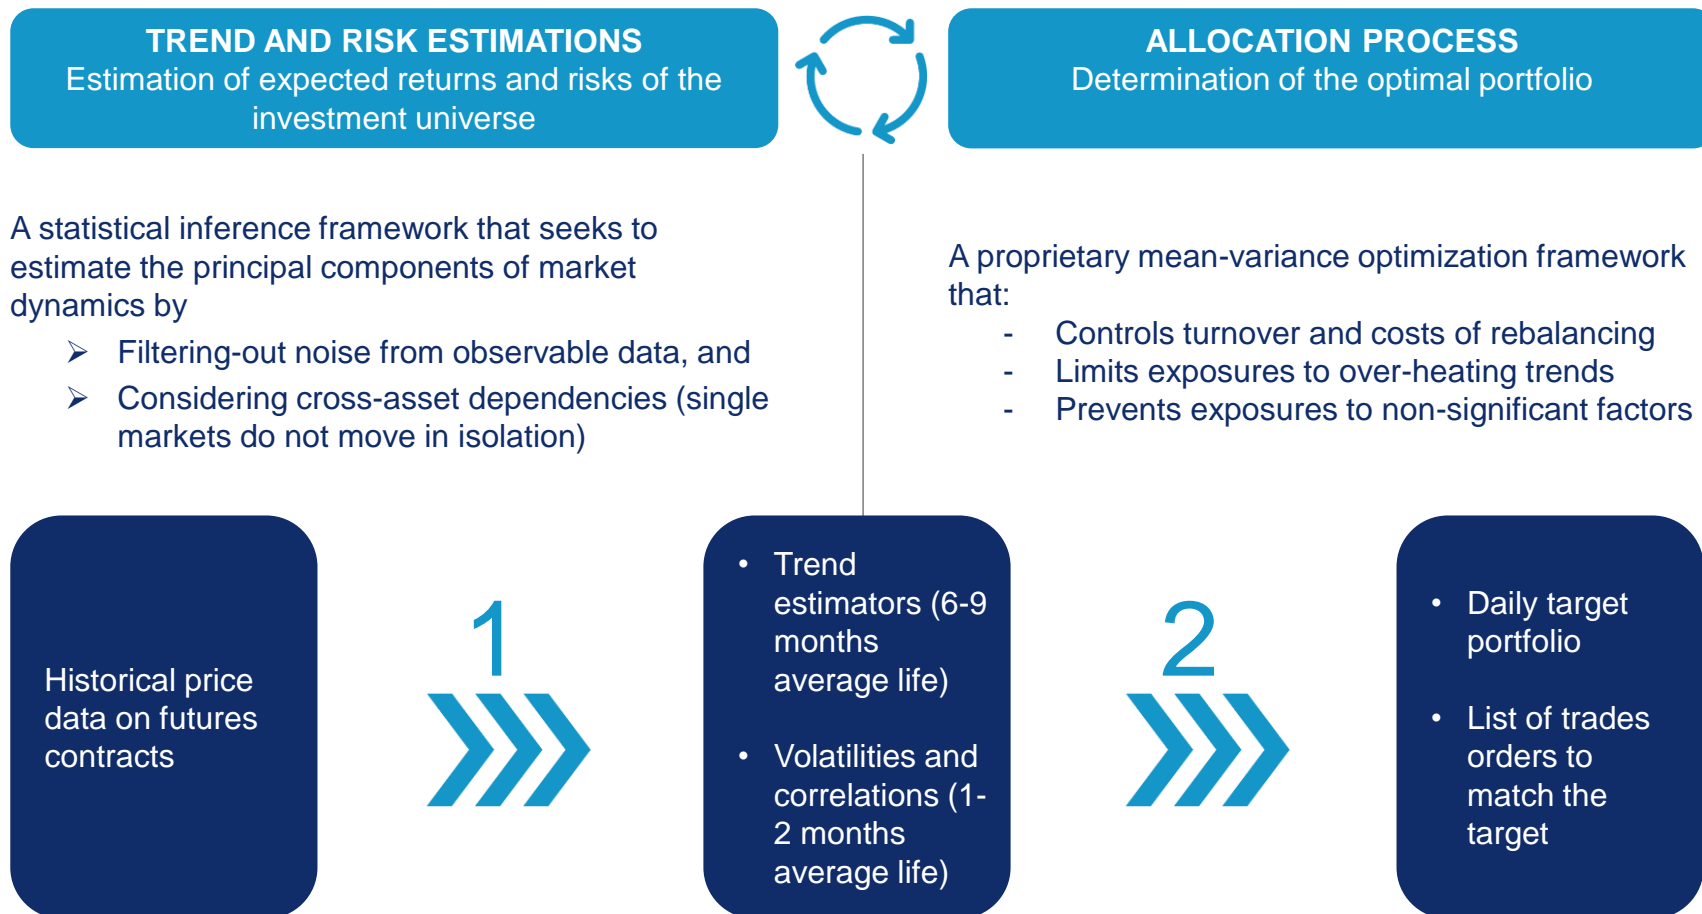 TREND AND RISK ESTIMATIONS
Estimation of expected returns and risks of the
investment universe
ALLOCATION PROCESS
Determination of the optimal portfolio
A statistical inference framework that seeks to
estimate the principal components of market
dynamics by
➢ Filtering-out noise from observable data, and
➢ Considering cross-asset dependencies (single
markets do not move in isolation)
A proprietary mean-variance optimization framework
that:
- Controls turnover and costs of rebalancing
- Limits exposures to over-heating trends
- Prevents exposures to non-significant factors
Historical price
data on futures
contracts
1
• Trend
estimators (6-9
months
average life)
• Volatilities and
correlations (1-
2 months
average life)
2
• Daily target
portfolio
• List of trades
orders to
match the
target